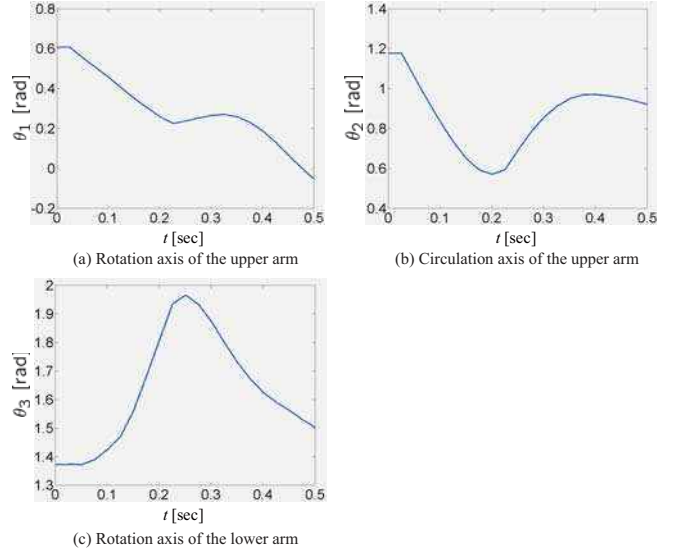 0.8
0.6
0.4
0.2
0
-0.2
θ1 [rad]
0 0.1 0.2 0.3 0.4 0.5
t [sec]
(a) Rotation axis of the upper arm
1.4
1.2
1
0.8
0.6
0.4
θ2 [rad]
0 0.1 0.2 0.3 0.4 0.5
t [sec]
(b) Circulation axis of the upper arm
2
1.9
1.8
1.7
1.6
1.5
1.4
1.3
θ3 [rad]
0 0.1 0.2 0.3 0.4 0.5
t [sec]
(c) Rotation axis of the lower arm